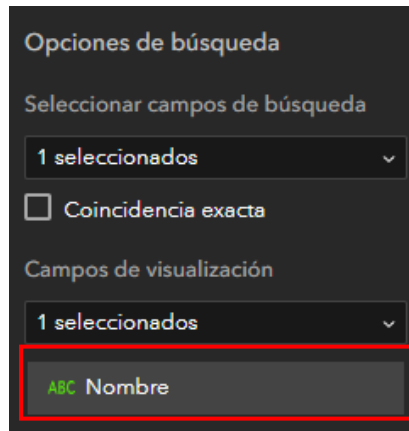 Opciones de búsqueda
Seleccionar campos de búsqueda
1 seleccionados
Coincidencia exacta
Campos de visualización
1 seleccionados
ABC Nombre